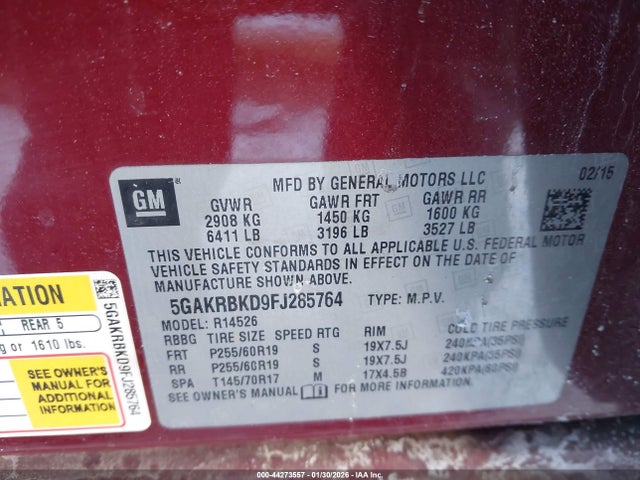 GM
®
MFD BY GENERAL MOTORS LLC
02/15
GVWR GAWR FRT GAWR RR
2908 KG 1450 KG 1600 KG
6411 LB 3196 LB 3527 LB
THIS VEHICLE CONFORMS TO ALL APPLICABLE U.S. FEDERAL MOTOR
VEHICLE SAFETY STANDARDS IN EFFECT ON THE DATE OF
MANUFACTURE SHOWN ABOVE.
5GAKRBKD9FJ285764 TYPE: M.P.V.
MODEL: R14526
RBBG TIRE SIZE SPEED RTG RIM COLD TIRE PRESSURE
FRT P255/60R19 S 19X7.5J 240KPA(35PSI)
RR P255/60R19 S 19X7.5J 240KPA(35PSI)
SPA T145/70R17 M 17X4.5B 420KPA(60PSI)
SEE OWNER'S MANUAL FOR MORE INFORMATION.
MATION
REAR 5
g or 1610 lbs.
SEE OWNER'S
MANUAL FOR
ADDITIONAL
INFORMATION
5GAKRBKD9FJ285764
000-44273557 - 01/30/2026 - IAA Inc.